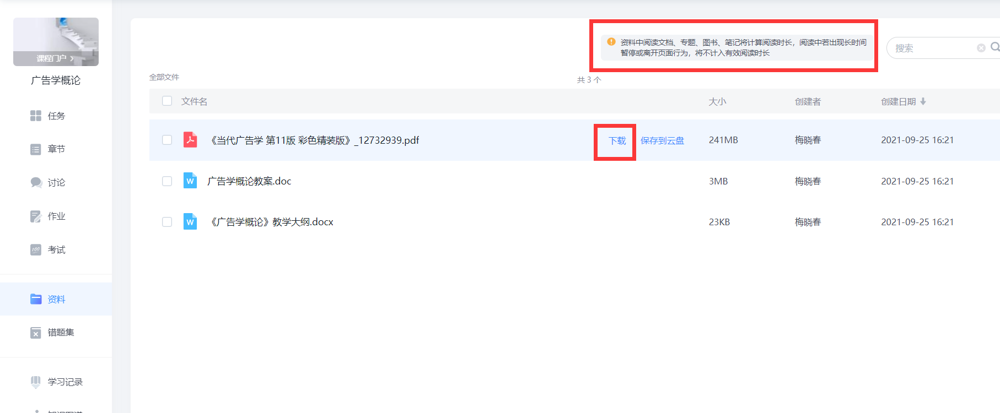 课程门户 >
广告学概论
任务
章节
讨论
作业
考试
资料
错题集
学习记录
资料中阅读文档、专题、图书、笔记将计算阅读时长，阅读中若出现长时间
暂停或离开页面行为，将不计入有效阅读时长
搜索
全部文件
共 3 个
文件名 大小 创建者 创建日期
《当代广告学 第11版 彩色精装版》_12732939.pdf 下载 保存到云盘 241MB 梅晓春 2021-09-25 16:21
广告学概论教案.doc 3MB 梅晓春 2021-09-25 16:21
《广告学概论》教学大纲.docx 23KB 梅晓春 2021-09-25 16:21